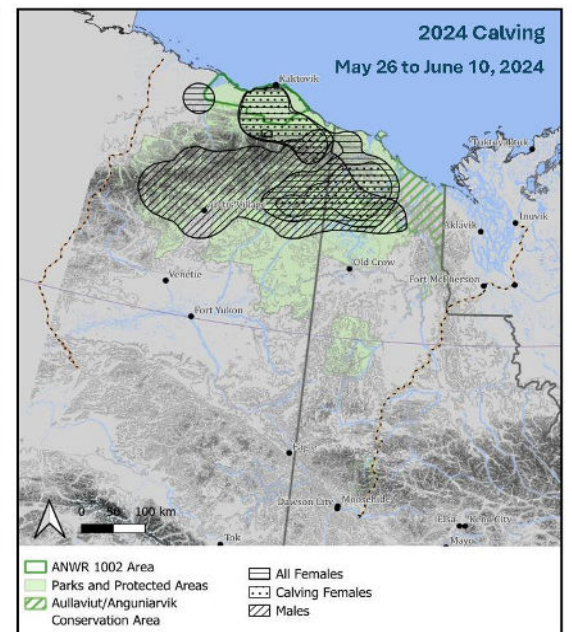 2024 Calving
May 26 to June 10, 2024
Kaktovik
Tuktoyaktuk
Arctic Village
Aklavik
Inuvik
Venetie
Old Crow
Fort McPherson
Fort Yukon
Dawson City
Moosehide
Elsa
Keno City
Mayo
Tok
0 50 100 km
ANWR 1002 Area
Parks and Protected Areas
Aullaviut/Anguniarvik
Conservation Area
All Females
Calving Females
Males